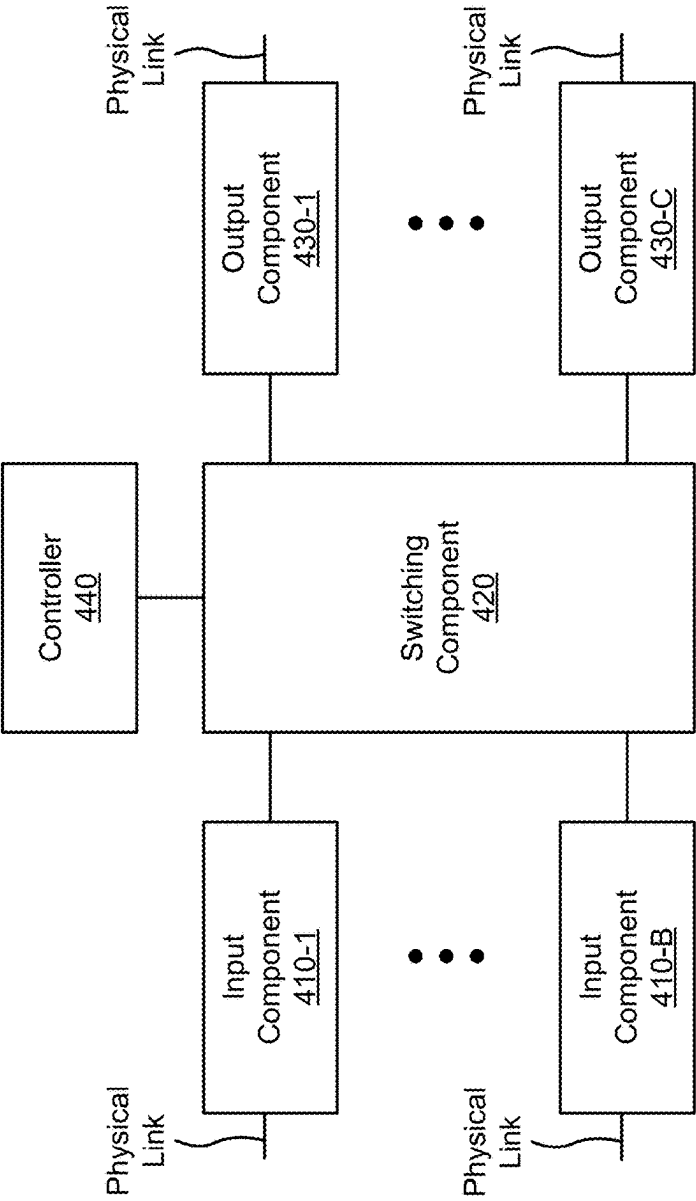 Controller
440
Physical
Link
Input
Component
410-1
Switching
Component
420
Output
Component
430-1
Physical
Link
Physical
Link
Input
Component
410-B
Output
Component
430-C
Physical
Link